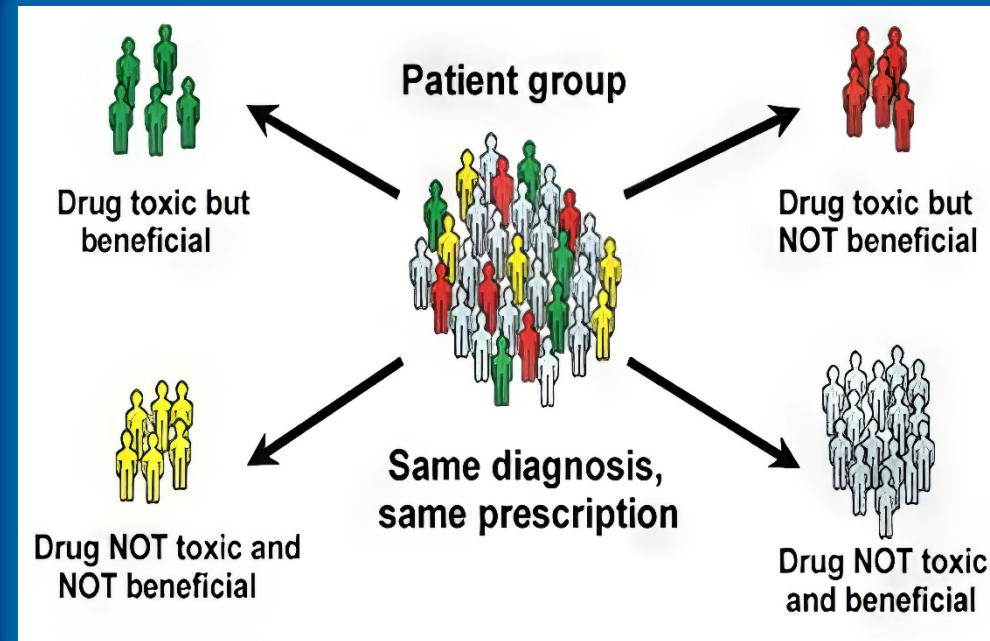 Patient group
Drug toxic but
beneficial
Drug toxic but
NOT beneficial
Same diagnosis,
same prescription
Drug NOT toxic and
NOT beneficial
Drug NOT toxic
and beneficial